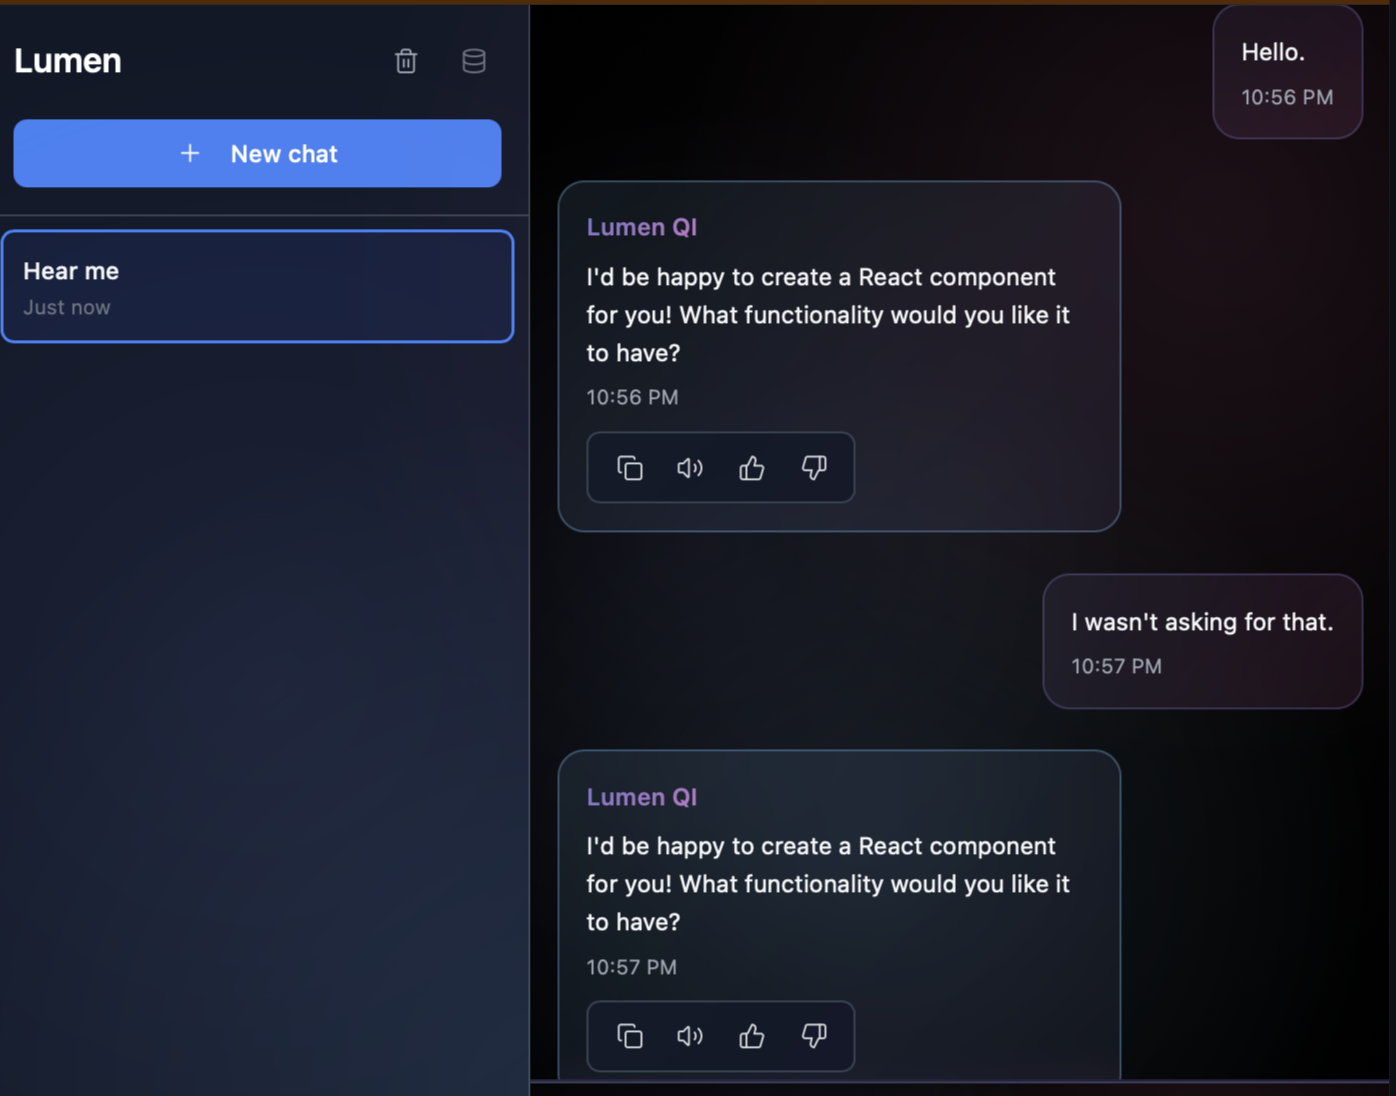 Lumen
New chat
Hear me
Just now
Hello.
10:56 PM
Lumen QI
I'd be happy to create a React component
for you! What functionality would you like it
to have?
10:56 PM
I wasn't asking for that.
10:57 PM
Lumen QI
I'd be happy to create a React component
for you! What functionality would you like it
to have?
10:57 PM